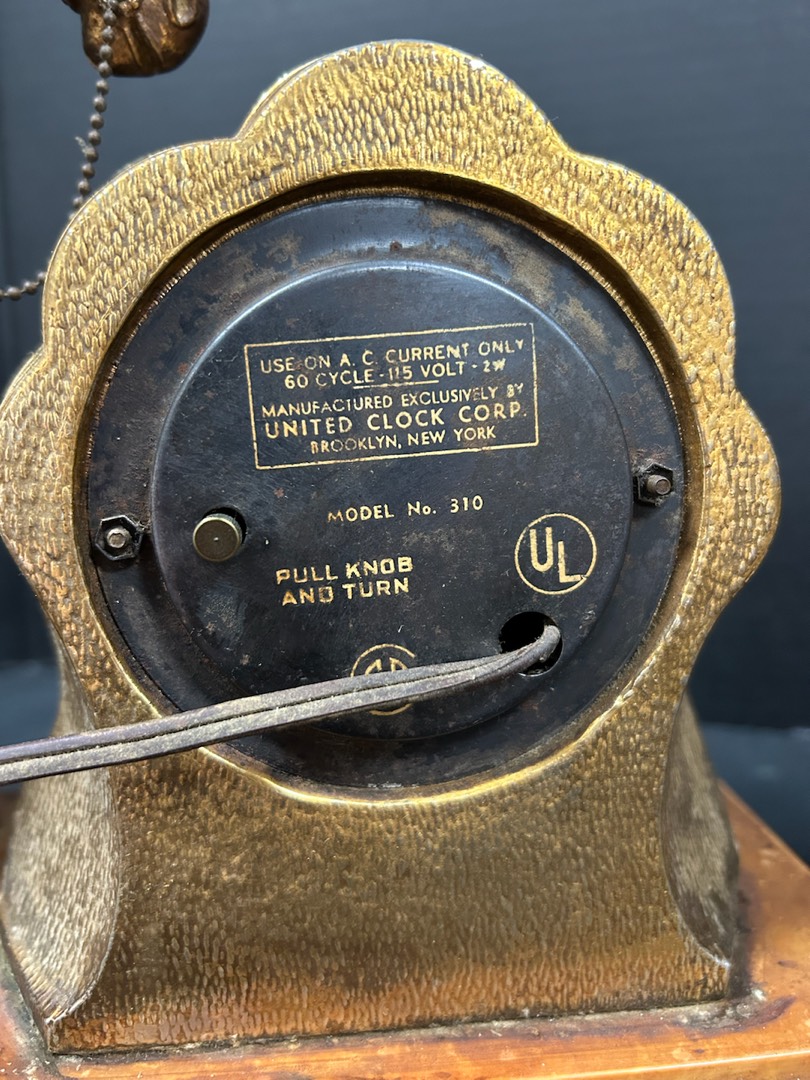 USE ON A. C. CURRENT ONLY
60 CYCLE - 115 VOLT - 2W
MANUFACTURED EXCLUSIVELY BY
UNITED CLOCK CORP.
BROOKLYN, NEW YORK
MODEL No. 310
UL
PULL KNOB
AND TURN